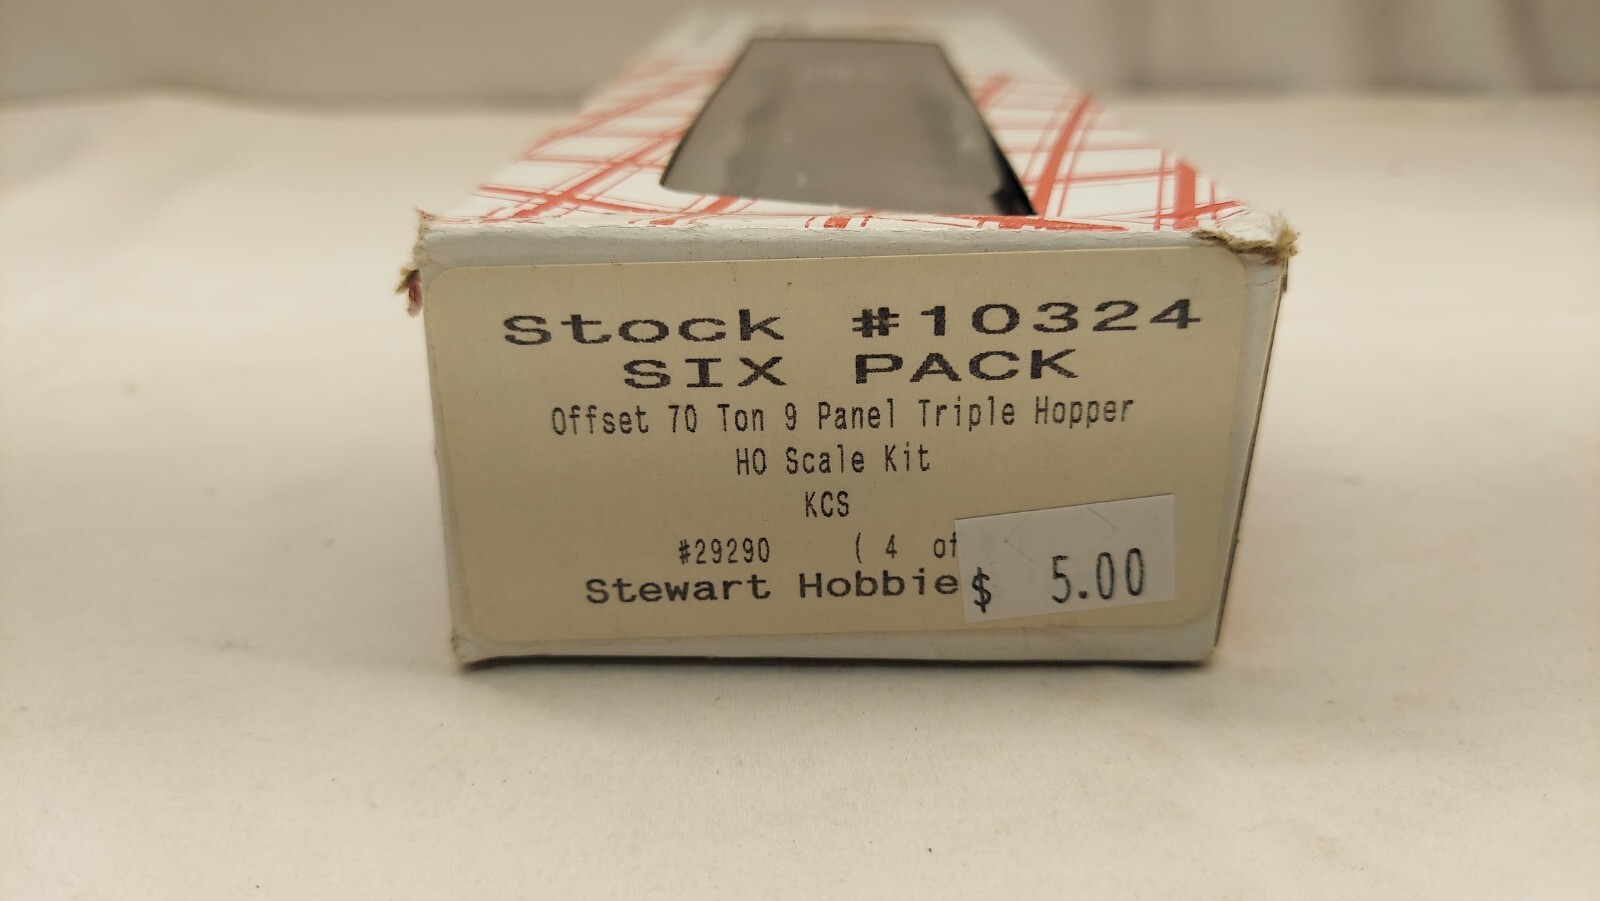 Stock #10324
SIX PACK
Offset 70 Ton 9 Panel Triple Hopper
HO Scale Kit
KCS
#29290 ( 4 of
Stewart Hobbie
$ 5.00